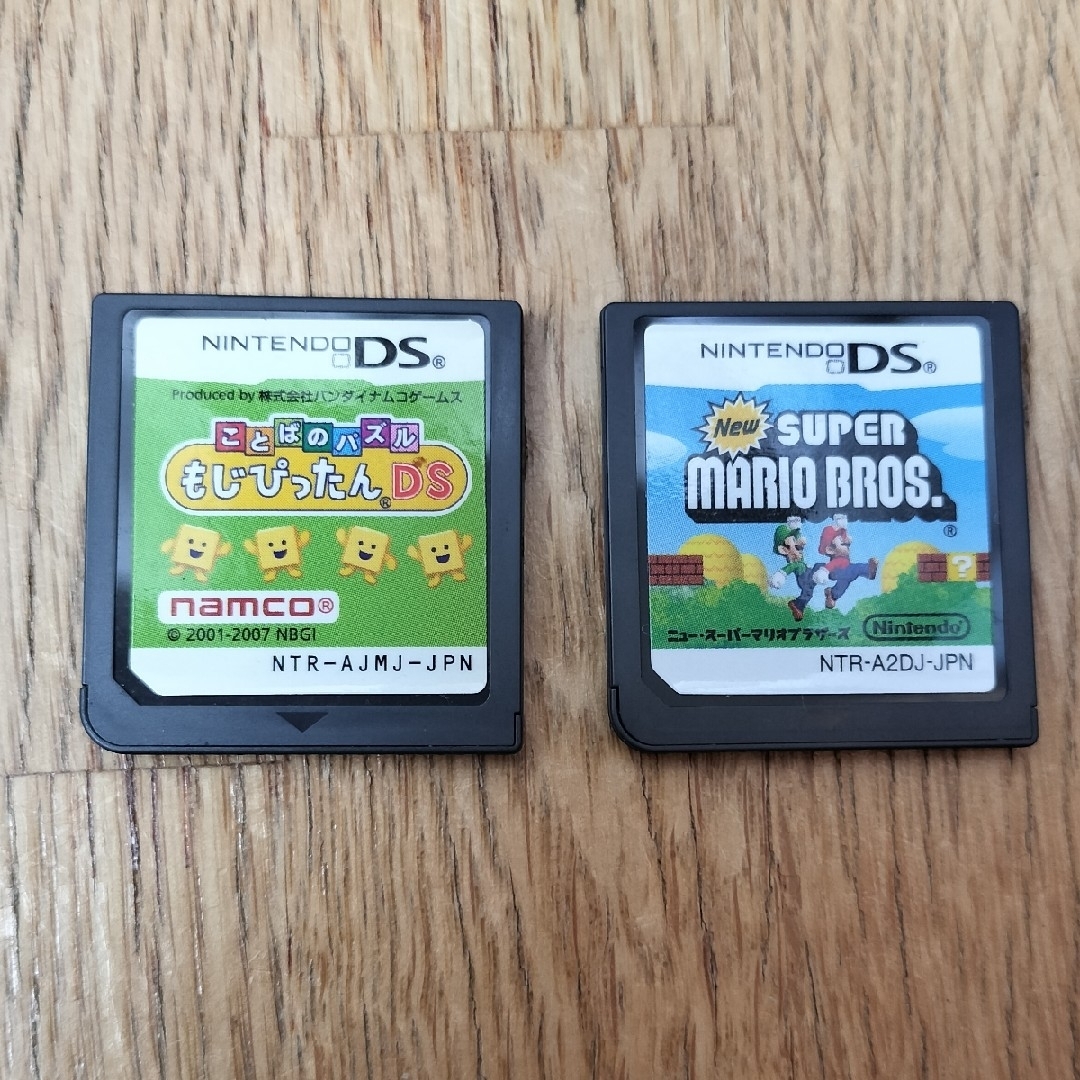 NINTENDO DS®
Produced by 株式会社バンダイナムコゲームス
ことばのパズル
もじぴったん® DS
namco®
© 2001-2007 NBGI
NTR-AJMJ-JPN
NINTENDO DS®
New SUPER
MARIO BROS.®
?
ニュー・スーパーマリオブラザーズ
Nintendo®
NTR-A2DJ-JPN